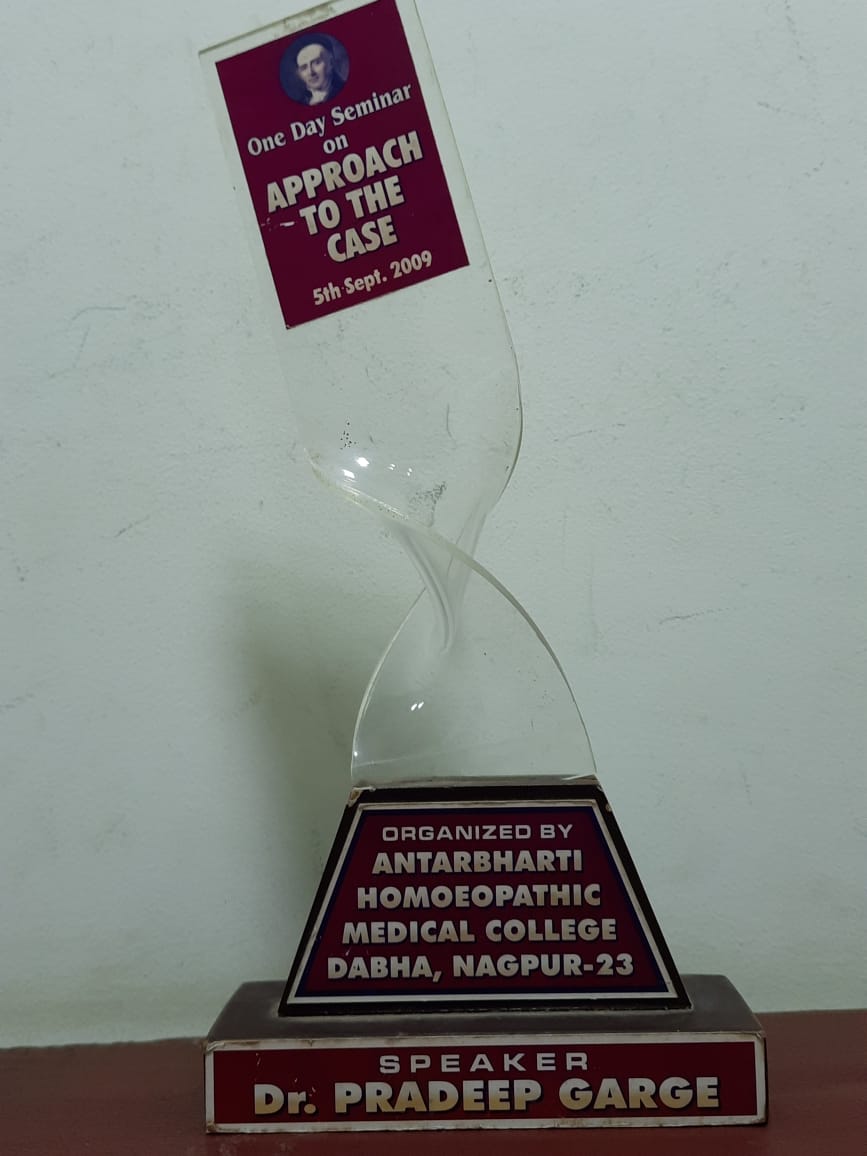 One Day Seminar
on
APPROACH
TO THE
CASE
5th Sept. 2009
ORGANIZED BY
ANTARBHARTI
HOMOEOPATHIC
MEDICAL COLLEGE
DABHA, NAGPUR-23
SPEAKER
Dr. PRADEEP GARGE